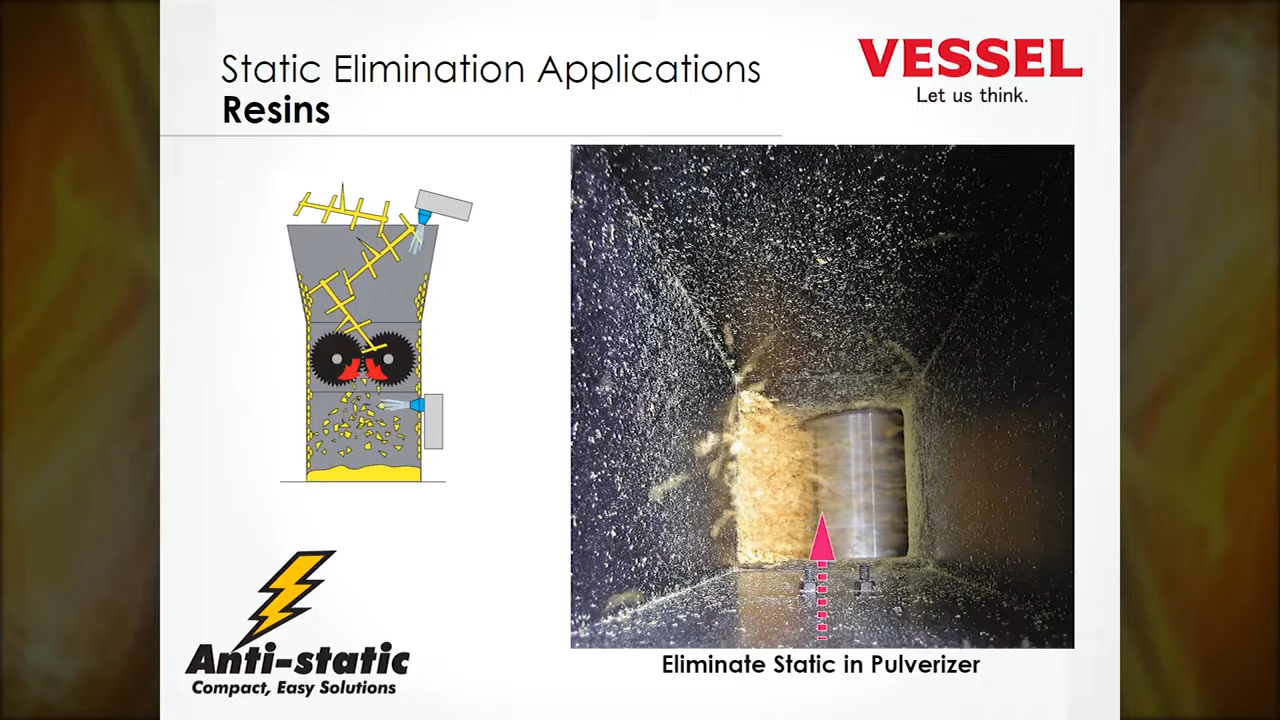 Static Elimination Applications
Resins
VESSEL
Let us think.
Eliminate Static in Pulverizer
Anti-static
Compact, Easy Solutions